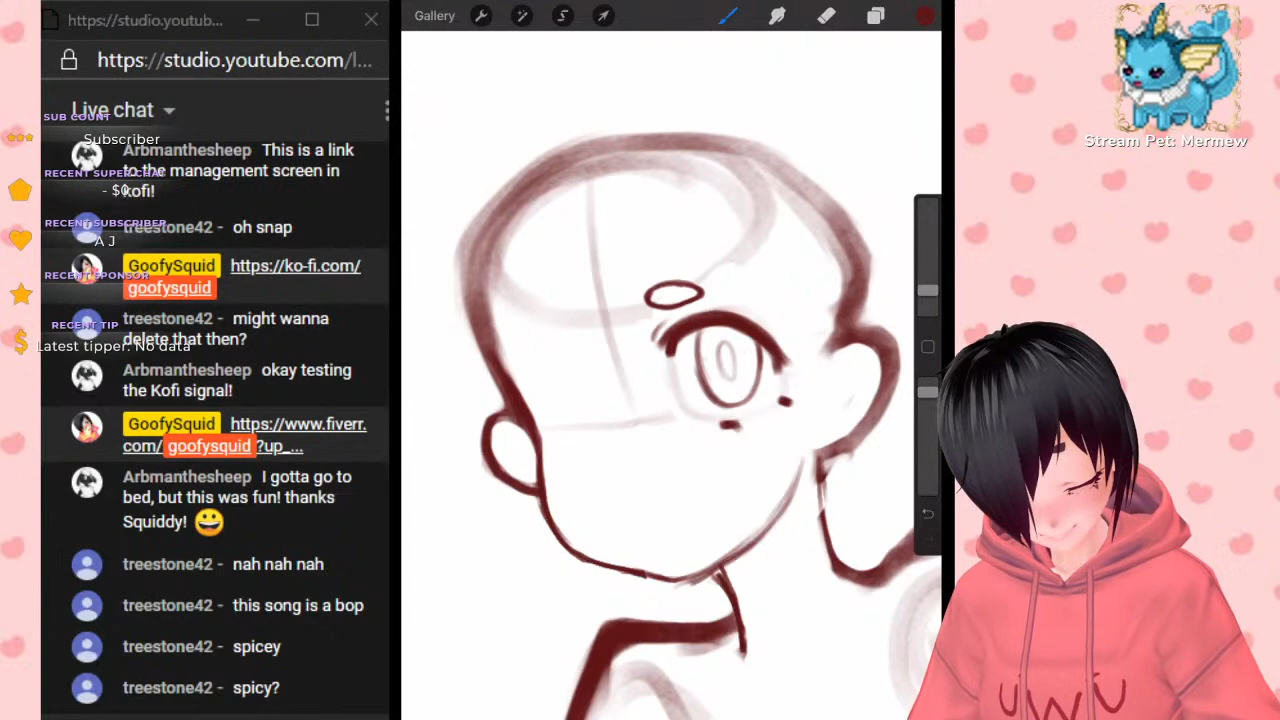 https://studio.youtub...
https://studio.youtube.com/l...
Live chat
SUB COUNT
Subscriber
Arbmanthesheep This is a link
to the management screen in
kofi!
RECENT SUPER CHAT
- $0
treestone42 - oh snap
RECENT SUBSCRIBER
A J
GoofySquid https://ko-fi.com/
goofysquid
RECENT SPONSOR
treestone42 - might wanna
delete that then?
RECENT TIP
Latest tipper: No data
Arbmanthesheep okay testing
the Kofi signal!
GoofySquid https://www.fiverr.
com/goofysquid?up_...
Arbmanthesheep I gotta go to
bed, but this was fun! thanks
Squiddy! 😀
treestone42 - nah nah nah
treestone42 - this song is a bop
treestone42 - spicey
treestone42 - spicy?
Gallery
Stream Pet: Mermew
UWU